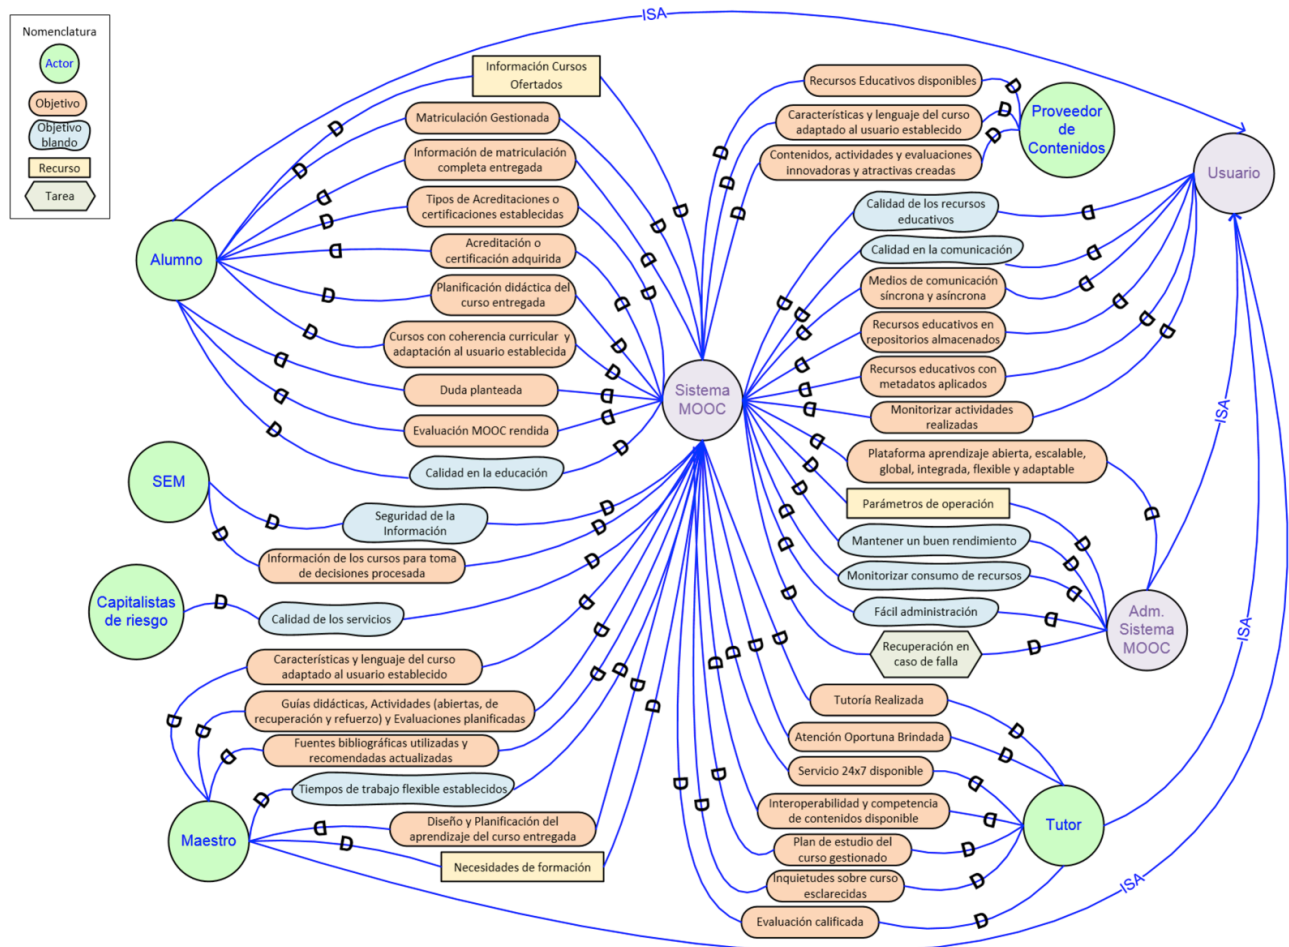 Nomenclatura
Actor
Objetivo
Objetivo
blando
Recurso
Tarea
ISA
Información Cursos
Ofertados
Matriculación Gestionada
Información de matriculación
completa entregada
Tipos de Acreditaciones o
certificaciones establecidas
Acreditación o
certificación adquirida
Planificación didáctica del
curso entregada
Cursos con coherencia curricular y
adaptación al usuario establecida
Duda planteada
Evaluación MOOC rendida
Calidad en la educación
Alumno
SEM
Seguridad de la
Información
Información de los cursos para toma
de decisiones procesada
Capitalistas
de riesgo
Calidad de los servicios
Características y lenguaje del curso
adaptado al usuario establecido
Guías didácticas, Actividades (abiertas, de
recuperación y refuerzo) y Evaluaciones planificadas
Fuentes bibliográficas utilizadas y
recomendadas actualizadas
Tiempos de trabajo flexible establecidos
Diseño y Planificación del
aprendizaje del curso entregada
Necesidades de formación
Maestro
Sistema
MOOC
Recursos Educativos disponibles
Características y lenguaje del curso
adaptado al usuario establecido
Contenidos, actividades y evaluaciones
innovadoras y atractivas creadas
Proveedor
de
Contenidos
Usuario
Calidad de los recursos
educativos
Calidad en la comunicación
Medios de comunicación
síncrona y asíncrona
Recursos educativos en
repositorios almacenados
Recursos educativos con
metadatos aplicados
Monitorizar actividades
realizadas
Plataforma aprendizaje abierta, escalable,
global, integrada, flexible y adaptable
Parámetros de operación
Mantener un buen rendimiento
Monitorizar consumo de recursos
Fácil administración
Recuperación en
caso de falla
Adm.
Sistema
MOOC
ISA
ISA
ISA
Tutoría Realizada
Atención Oportuna Brindada
Servicio 24x7 disponible
Interoperabilidad y competencia
de contenidos disponible
Plan de estudio del
curso gestionado
Inquietudes sobre curso
esclarecidas
Evaluación calificada
Tutor